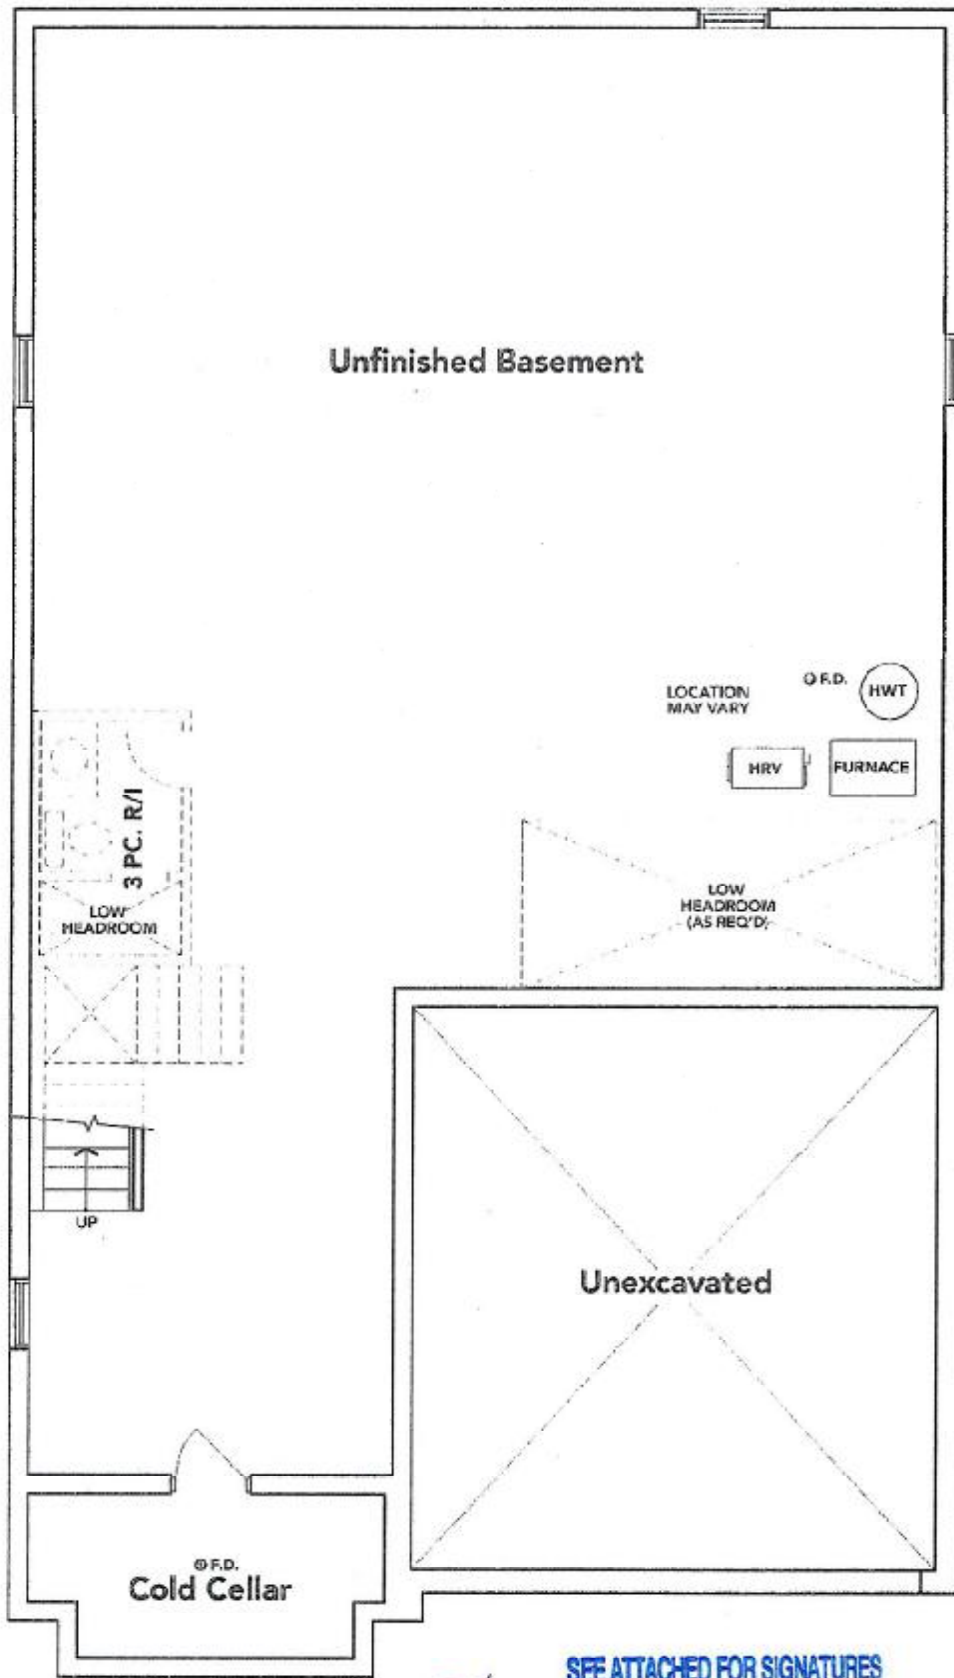 Unfinished Basement
LOCATION
MAY VARY
F.D.
HWT
HRV
FURNACE
3 PC. R/I
LOW
HEADROOM
LOW
HEADROOM
(AS REQ'D)
UP
Unexcavated
F.D.
Cold Cellar
SEE ATTACHED FOR SIGNATURES